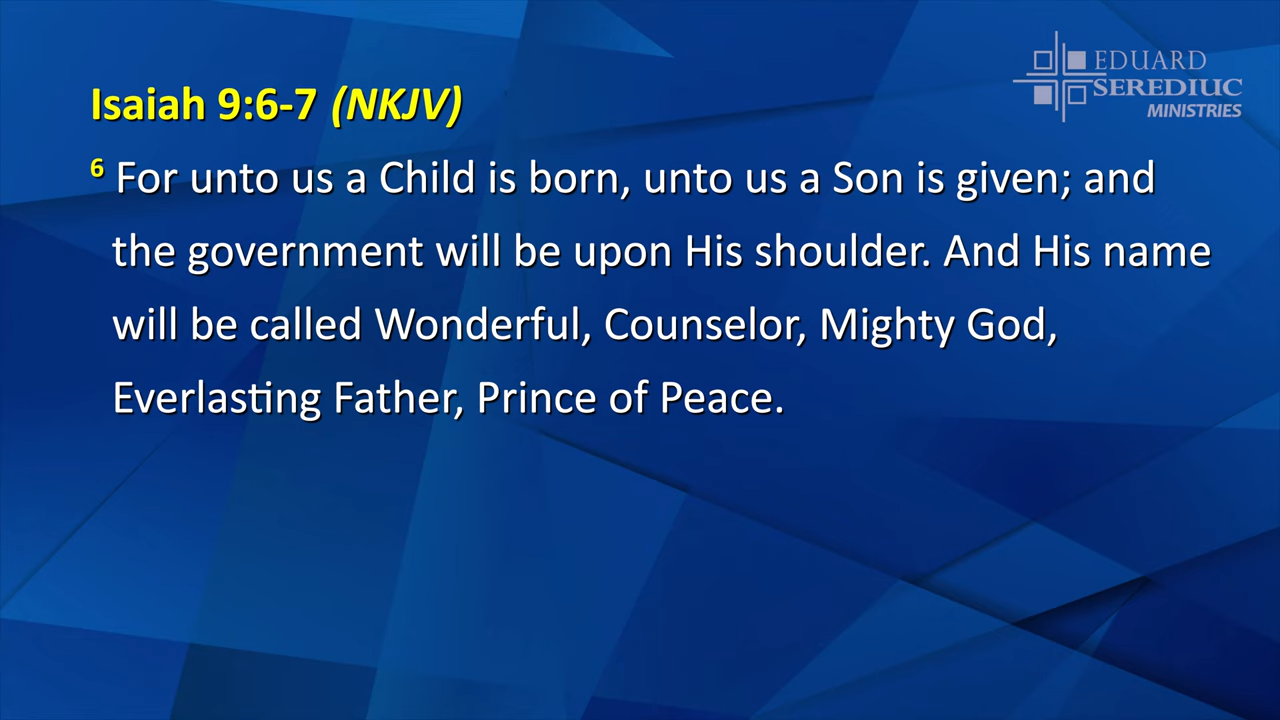 EDUARD
SEREDIUC
MINISTRIES
Isaiah 9:6-7 (NKJV)
6 For unto us a Child is born, unto us a Son is given; and
the government will be upon His shoulder. And His name
will be called Wonderful, Counselor, Mighty God,
Everlasting Father, Prince of Peace.